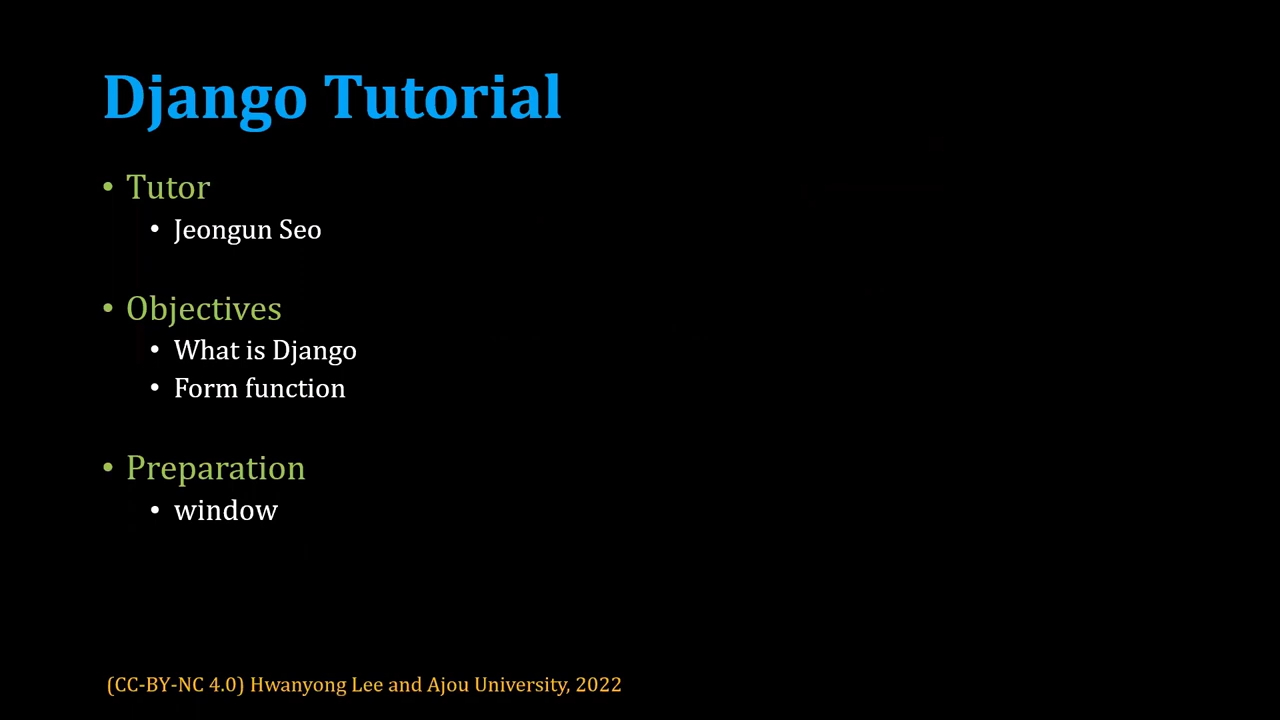 Django Tutorial
• Tutor
• Jeongun Seo
• Objectives
• What is Django
• Form function
• Preparation
• window
(CC-BY-NC 4.0) Hwanyong Lee and Ajou University, 2022